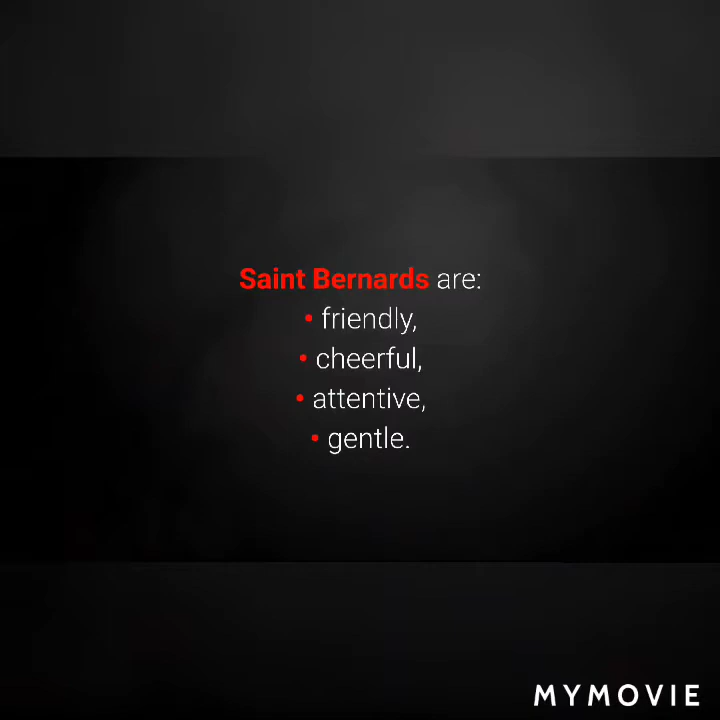 Saint Bernards are:
• friendly,
• cheerful,
• attentive,
• gentle.
MYMOVIE